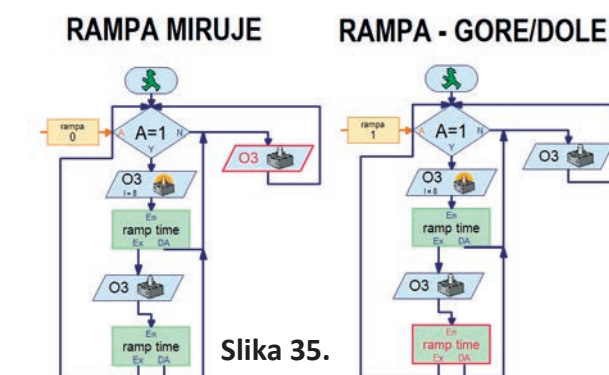 RAMPA MIRUJE
rampa
0
A
A=1
N
Y
O3
O3
I = 8
En
ramp time
Ex DA
O3
En
ramp time
Ex DA
RAMPA - GORE/DOLE
rampa
1
A
A=1
N
Y
O3
O3
I = 8
En
ramp time
Ex DA
O3
En
ramp time
Ex DA
Slika 35.